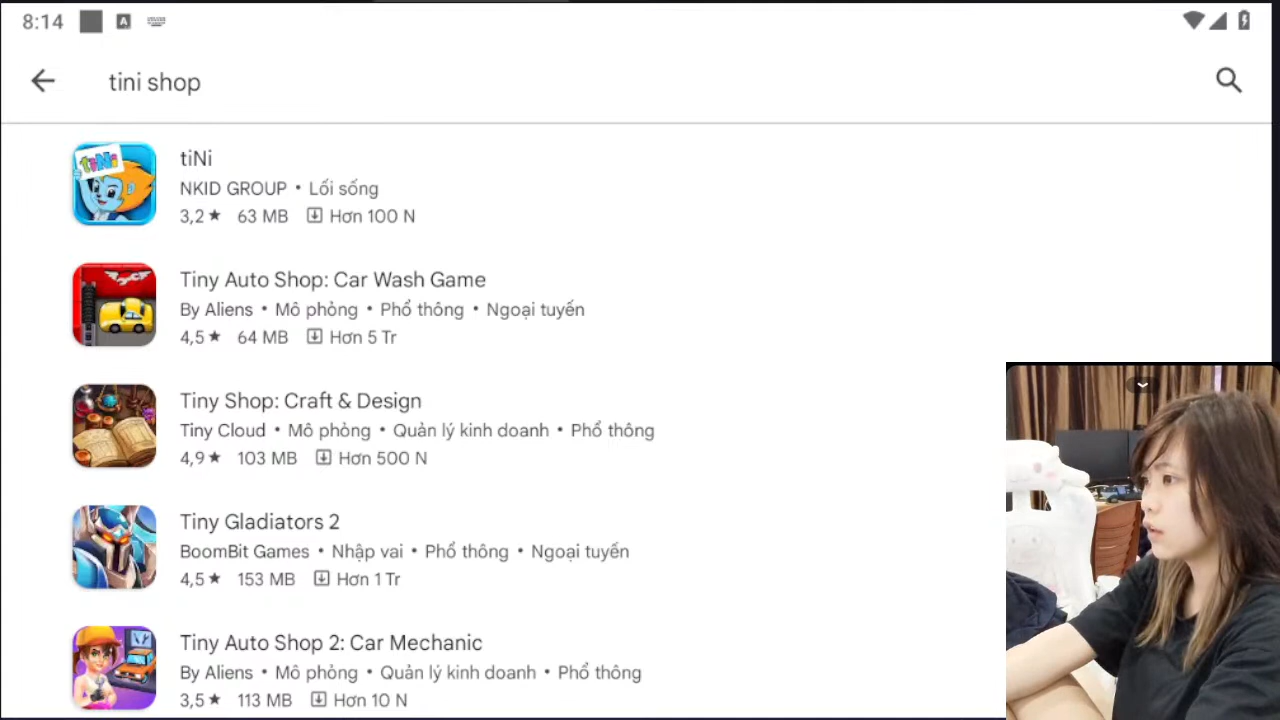 8:14 A
tini shop
tiNi
tiNi
NKID GROUP • Lối sống
3,2★ 63 MB Hơn 100 N
Tiny Auto Shop: Car Wash Game
By Aliens • Mô phỏng • Phổ thông • Ngoại tuyến
4,5★ 64 MB Hơn 5 Tr
Tiny Shop: Craft & Design
Tiny Cloud • Mô phỏng • Quản lý kinh doanh • Phổ thông
4,9★ 103 MB Hơn 500 N
Tiny Gladiators 2
BoomBit Games • Nhập vai • Phổ thông • Ngoại tuyến
4,5★ 153 MB Hơn 1 Tr
Tiny Auto Shop 2: Car Mechanic
By Aliens • Mô phỏng • Quản lý kinh doanh • Phổ thông
3,5★ 113 MB Hơn 10 N